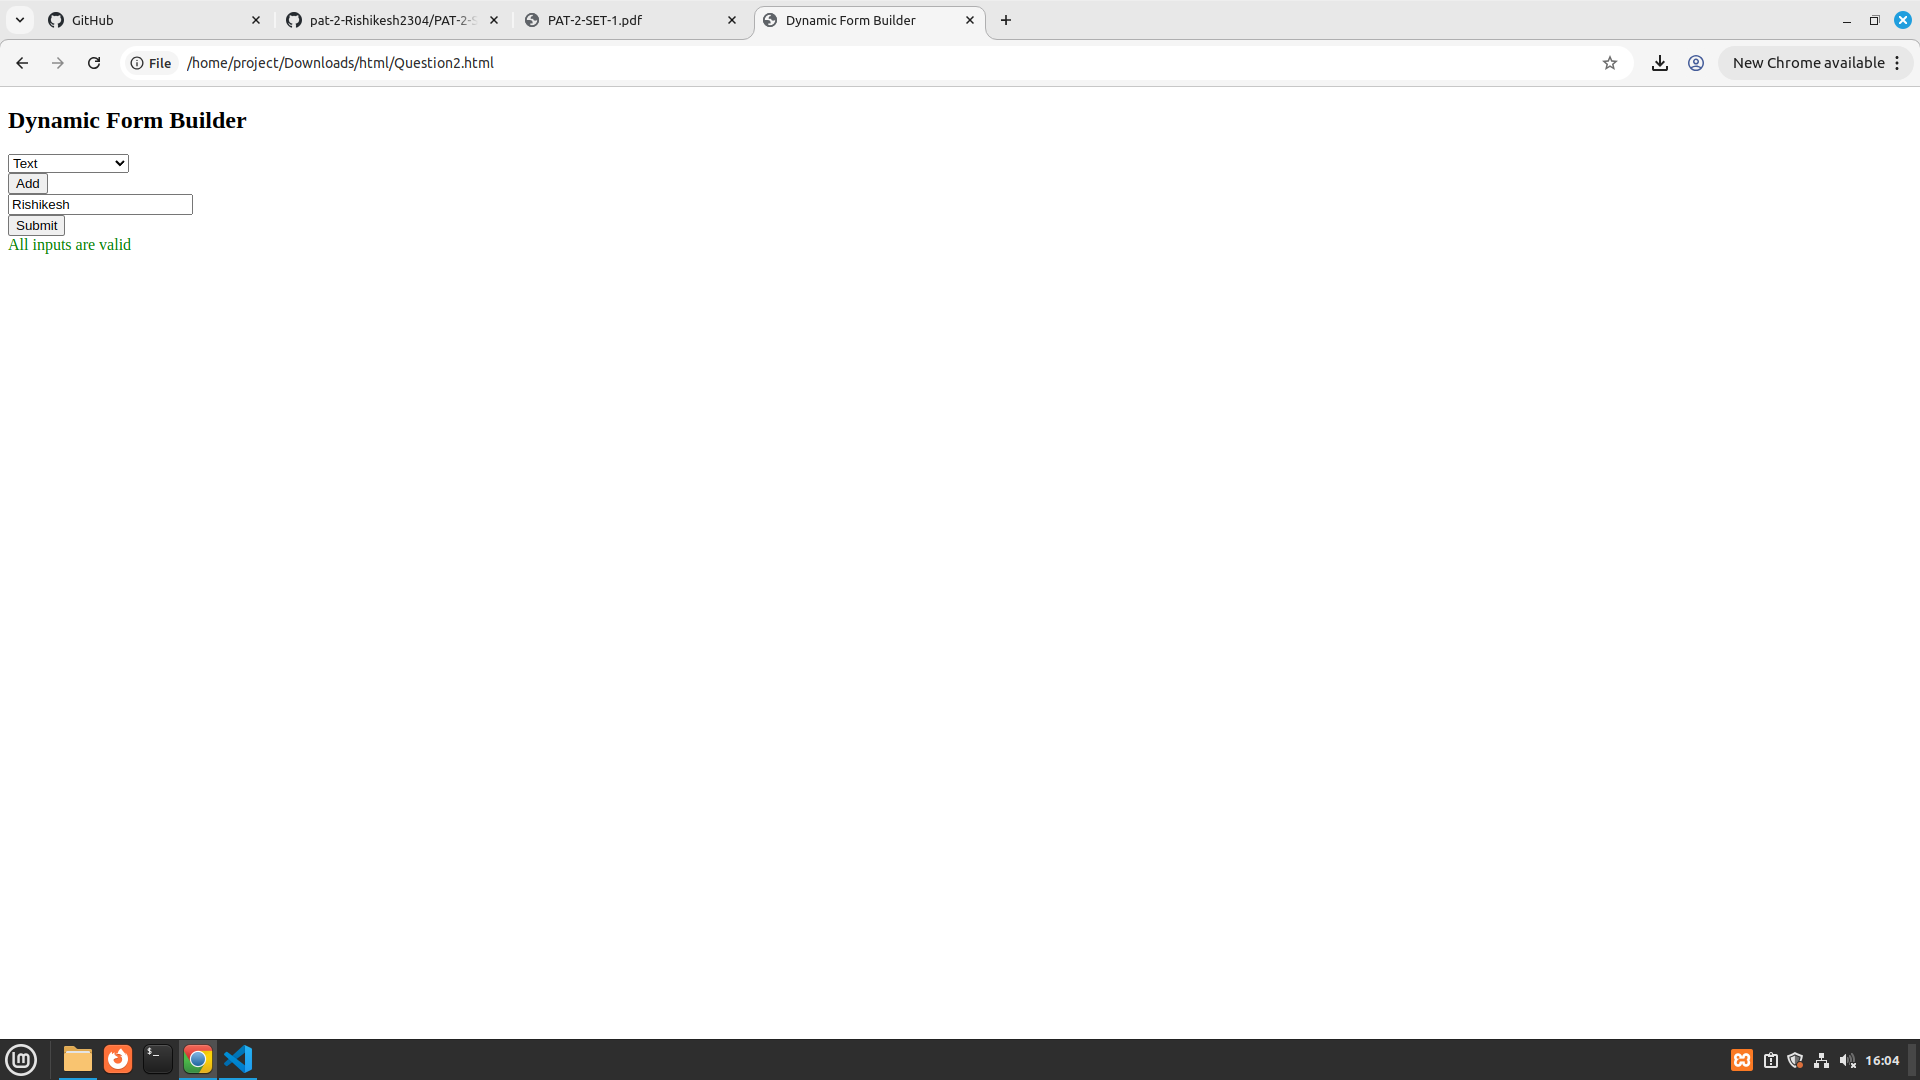 GitHub
pat-2-Rishikesh2304/PAT-2-S
PAT-2-SET-1.pdf
Dynamic Form Builder
File
/home/project/Downloads/html/Question2.html
New Chrome available
Dynamic Form Builder
Text
Add
Rishikesh
Submit
All inputs are valid
16:04